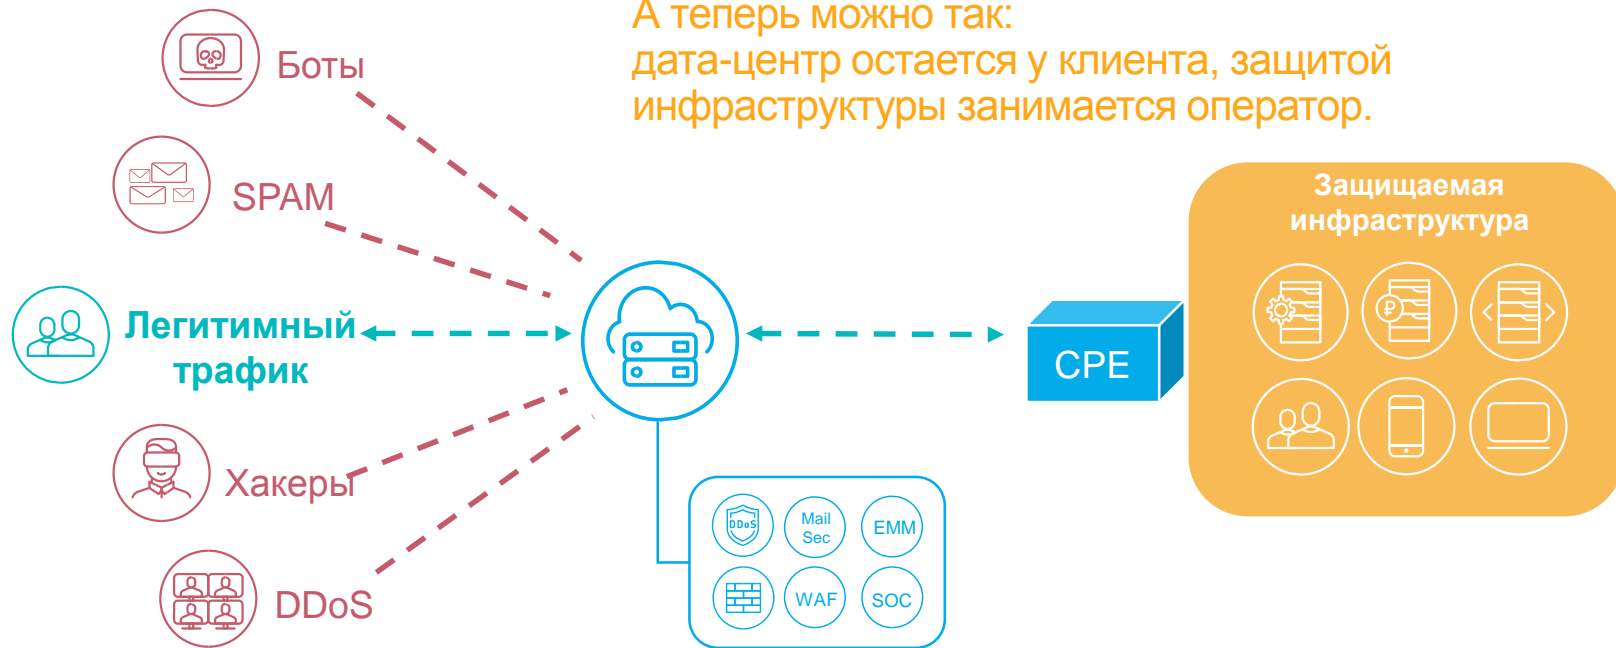 А теперь можно так:
дата-центр остается у клиента, защитой
инфраструктуры занимается оператор.
Боты
SPAM
Легитимный
трафик
Хакеры
DDoS
CPE
Защищаемая
инфраструктура
₽
DDoS
Mail
Sec
EMM
WAF
SOC